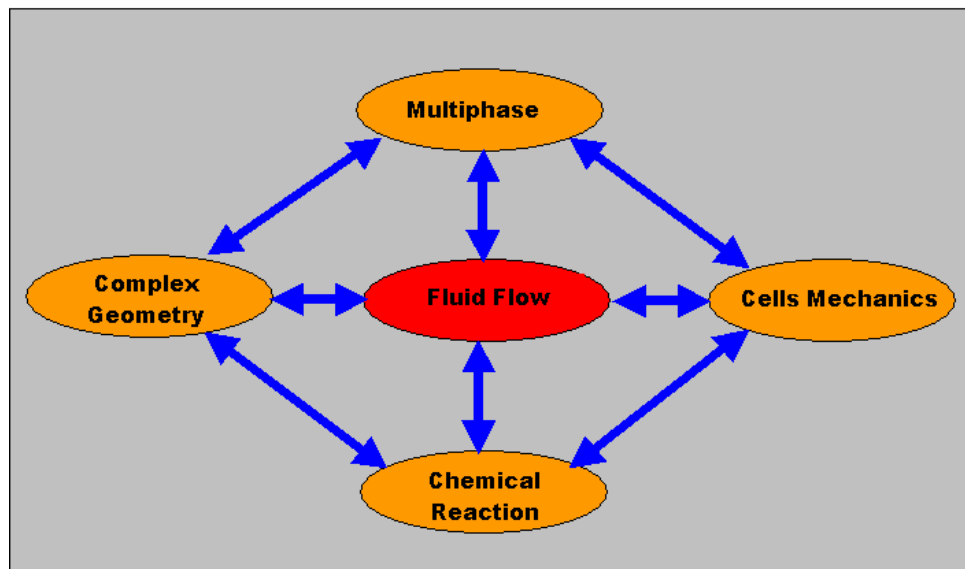 Multiphase
Complex
Geometry
Fluid Flow
Cells Mechanics
Chemical
Reaction